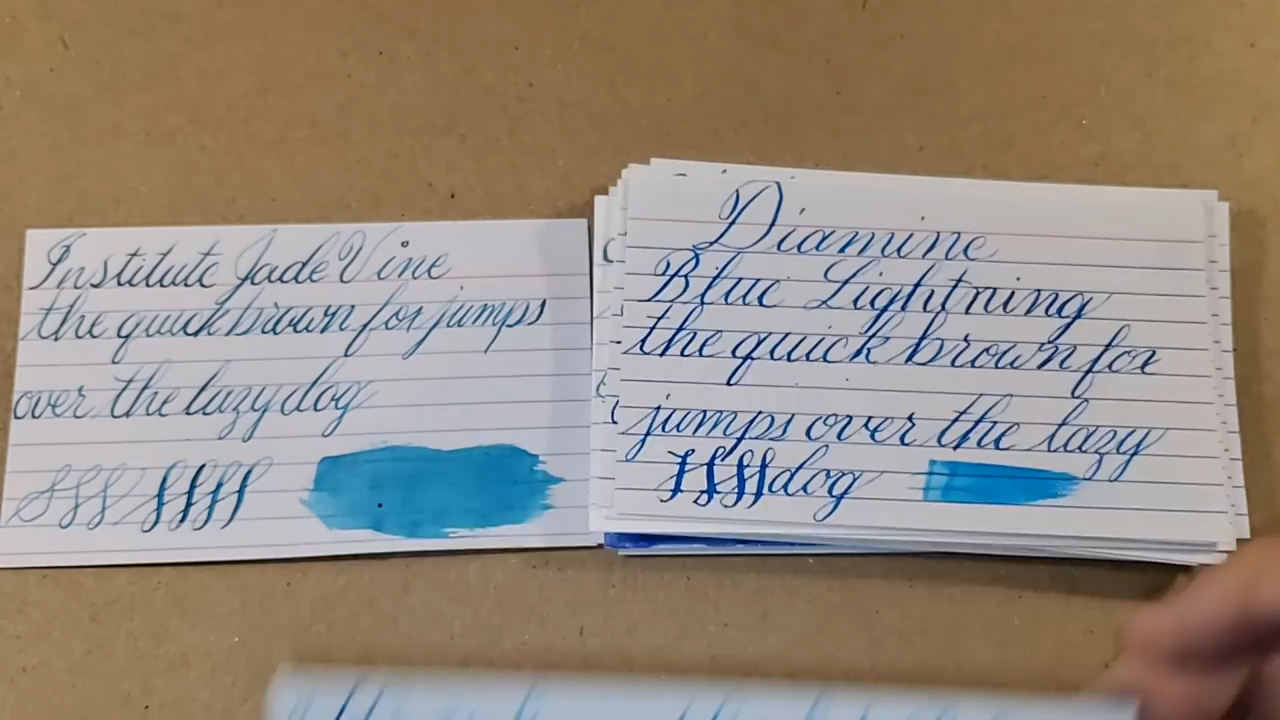 Institute Jade Vine
the quick brown fox jumps
over the lazy dog
Diamine
Blue Lightning
the quick brown fox
jumps over the lazy
dog